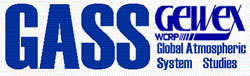 GASS
GEWEX
WCRP
Global Atmospheric
System Studies